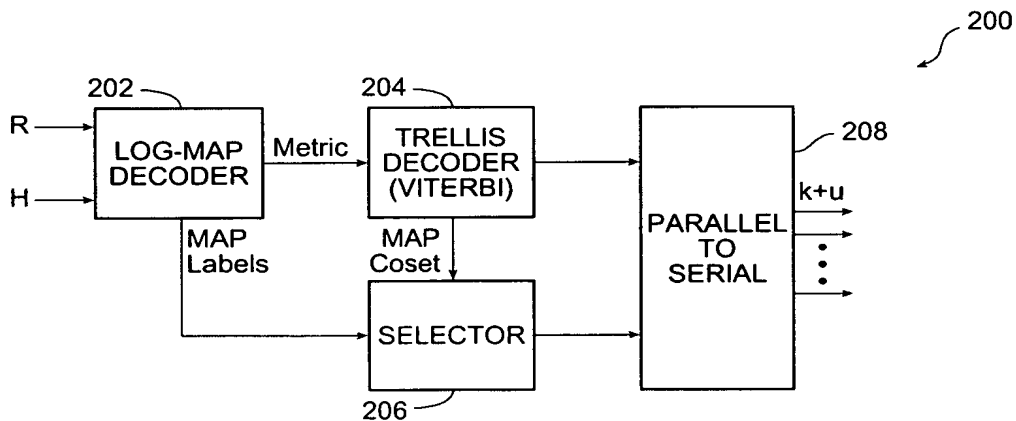 200
202
204
208
R
H
LOG-MAP
DECODER
Metric
TRELLIS
DECODER
(VITERBI)
k+u
PARALLEL
TO
SERIAL
MAP
Labels
MAP
Coset
SELECTOR
206